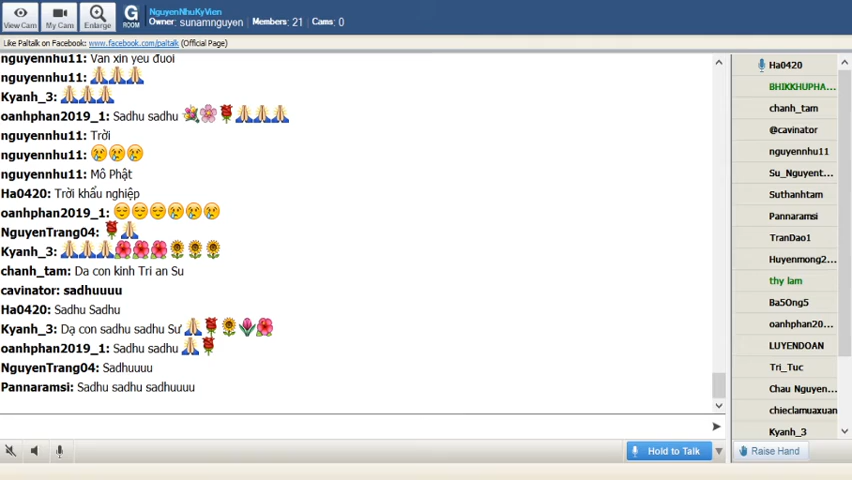 View Cam
My Cam
Enlarge
G
ROOM
NguyenNhuKyVien
Owner: sunamnguyen Members: 21 Cams: 0
Like Paltalk on Facebook: www.facebook.com/paltalk (Official Page)
nguyennhu11: Van xin yeu đuoi
nguyennhu11:
Kyanh_3:
oanhphan2019_1: Sadhu sadhu
nguyennhu11: Trời
nguyennhu11:
nguyennhu11: Mô Phật
Ha0420: Trời khẩu nghiệp
oanhphan2019_1:
NguyenTrang04:
Kyanh_3:
chanh_tam: Da con kinh Tri an Su
cavinator: sadhuuuu
Ha0420: Sadhu Sadhu
Kyanh_3: Dạ con sadhu sadhu Sư
oanhphan2019_1: Sadhu sadhu
NguyenTrang04: Sadhuuuu
Pannaramsi: Sadhu sadhu sadhuuuu
Hold to Talk
Ha0420
BHIKKHUPHA...
chanh_tam
@cavinator
nguyennhu11
Su_Nguyent...
Suthanhtam
Pannaramsi
TranDao1
Huyenmong2...
thy lam
Ba5Ong5
oanhphan20...
LUYENDOAN
Tri_Tuc
Chau Nguyen...
chieclamuaxuan
Kyanh_3
Raise Hand